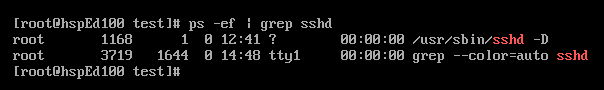 [root@hspEd100 test]# ps -ef | grep sshd
root 1168 1 0 12:41 ? 00:00:00 /usr/sbin/sshd -D
root 3719 1644 0 14:48 tty1 00:00:00 grep --color=auto sshd
[root@hspEd100 test]#